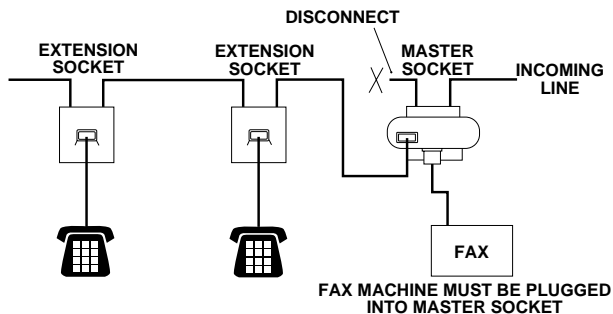 DISCONNECT
EXTENSION
SOCKET
EXTENSION
SOCKET
MASTER
SOCKET
INCOMING
LINE
FAX
FAX MACHINE MUST BE PLUGGED
INTO MASTER SOCKET